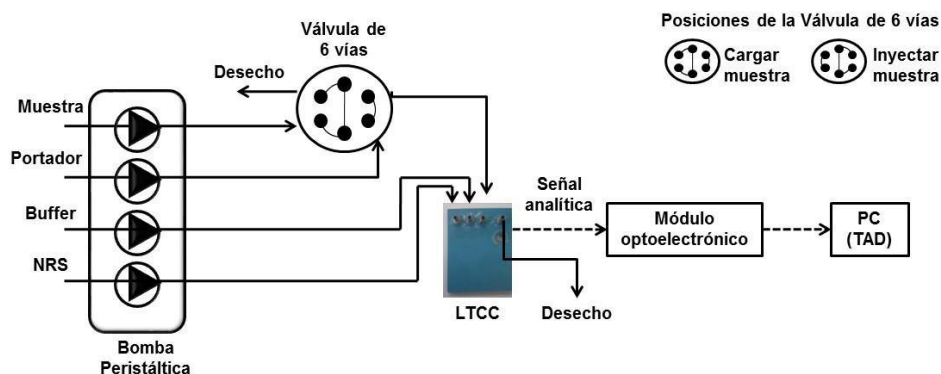 Válvula de
6 vías
Posiciones de la Válvula de 6 vías
Cargar
muestra
Inyectar
muestra
Desecho
Muestra
Portador
Buffer
NRS
Señal
analítica
Módulo
optoelectrónico
PC
(TAD)
LTCC
Desecho
Bomba
Peristáltica